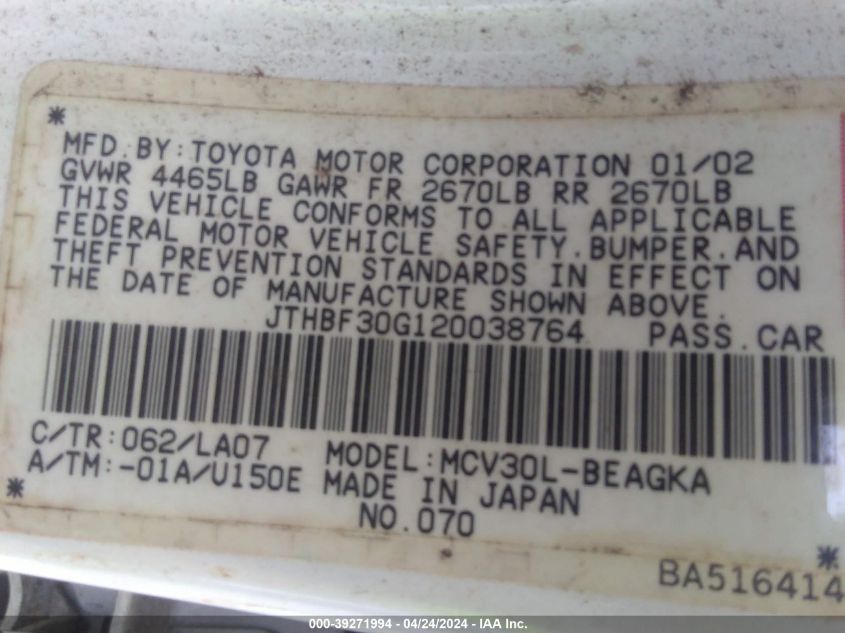 *
MFD.BY:TOYOTA MOTOR CORPORATION 01/02
GVWR 4465LB GAWR FR 2670LB RR 2670LB
THIS VEHICLE CONFORMS TO ALL APPLICABLE
FEDERAL MOTOR VEHICLE SAFETY.BUMPER.AND
THEFT PREVENTION STANDARDS IN EFFECT ON
THE DATE OF MANUFACTURE SHOWN ABOVE.
JTHBF30G120038764 PASS.CAR
C/TR:062/LA07 MODEL:MCV30L-BEAGKA
A/TM:-01A/U150E MADE IN JAPAN
* NO.070 *
BA516414
000-39271994 / 04/24/2024 - IAA Inc.